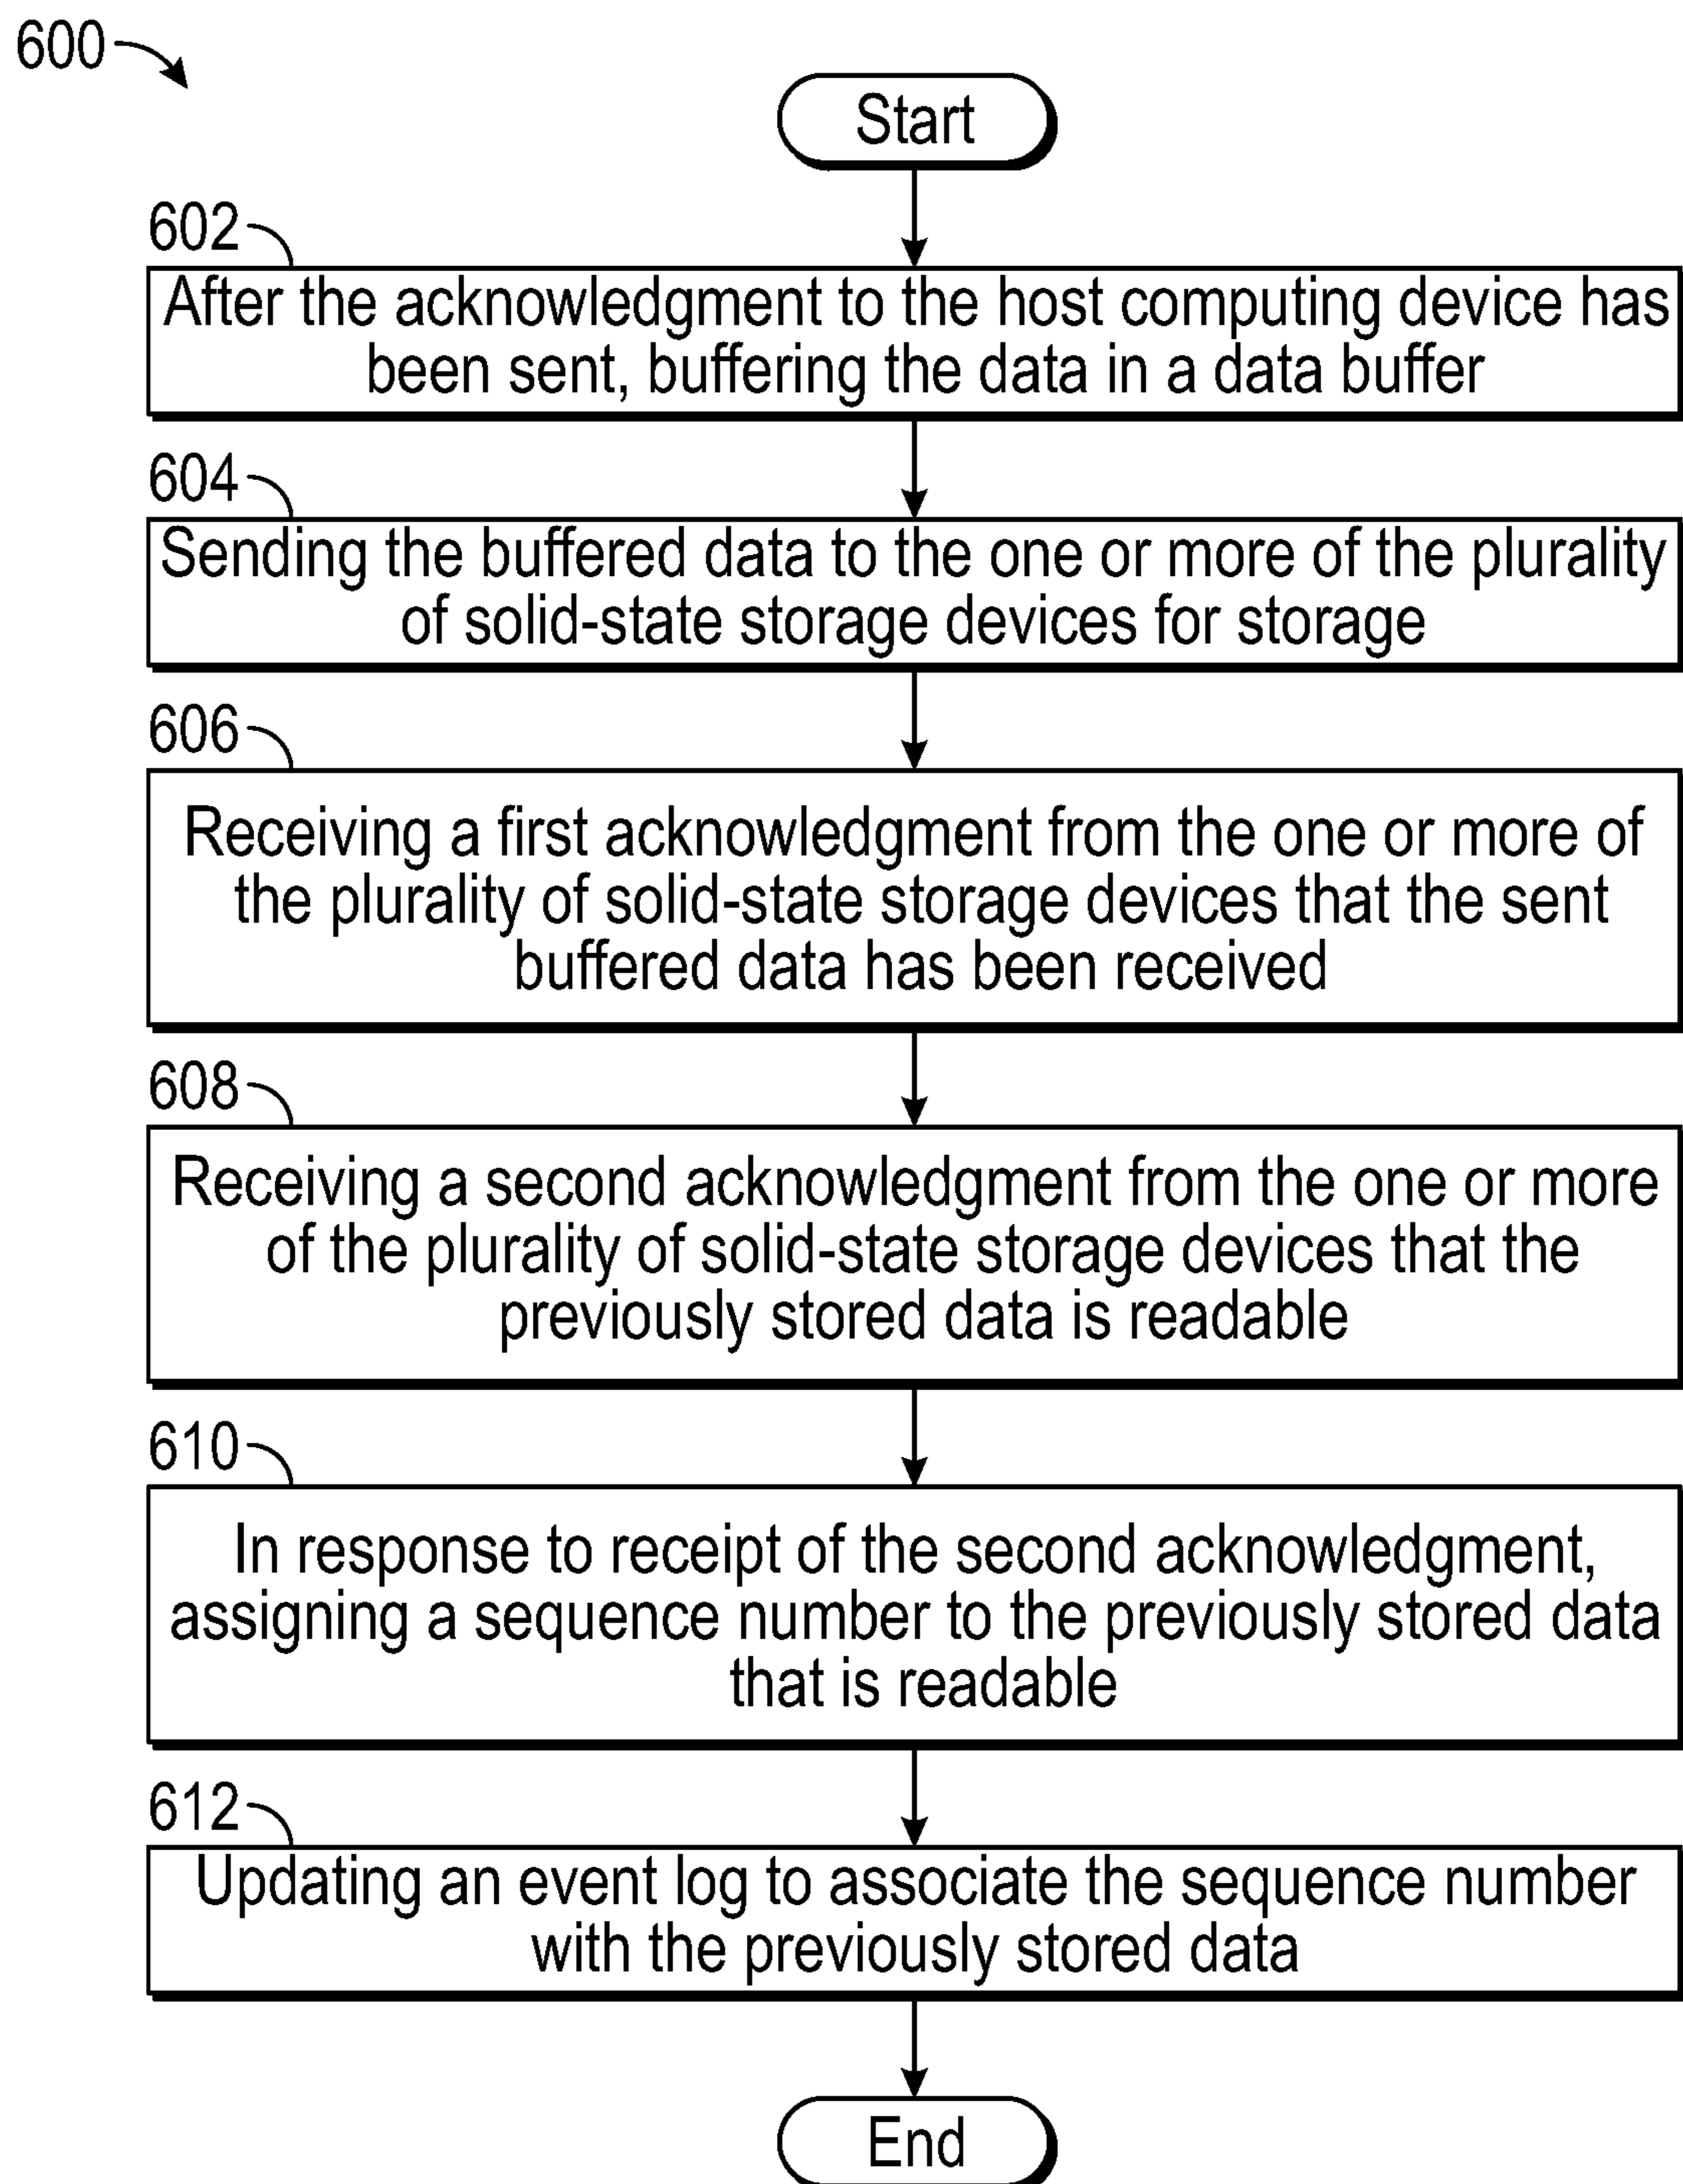 600
Start
602
After the acknowledgment to the host computing device has
been sent, buffering the data in a data buffer
604
Sending the buffered data to the one or more of the plurality
of solid-state storage devices for storage
606
Receiving a first acknowledgment from the one or more of
the plurality of solid-state storage devices that the sent
buffered data has been received
608
Receiving a second acknowledgment from the one or more
of the plurality of solid-state storage devices that the
previously stored data is readable
610
In response to receipt of the second acknowledgment,
assigning a sequence number to the previously stored data
that is readable
612
Updating an event log to associate the sequence number
with the previously stored data
End